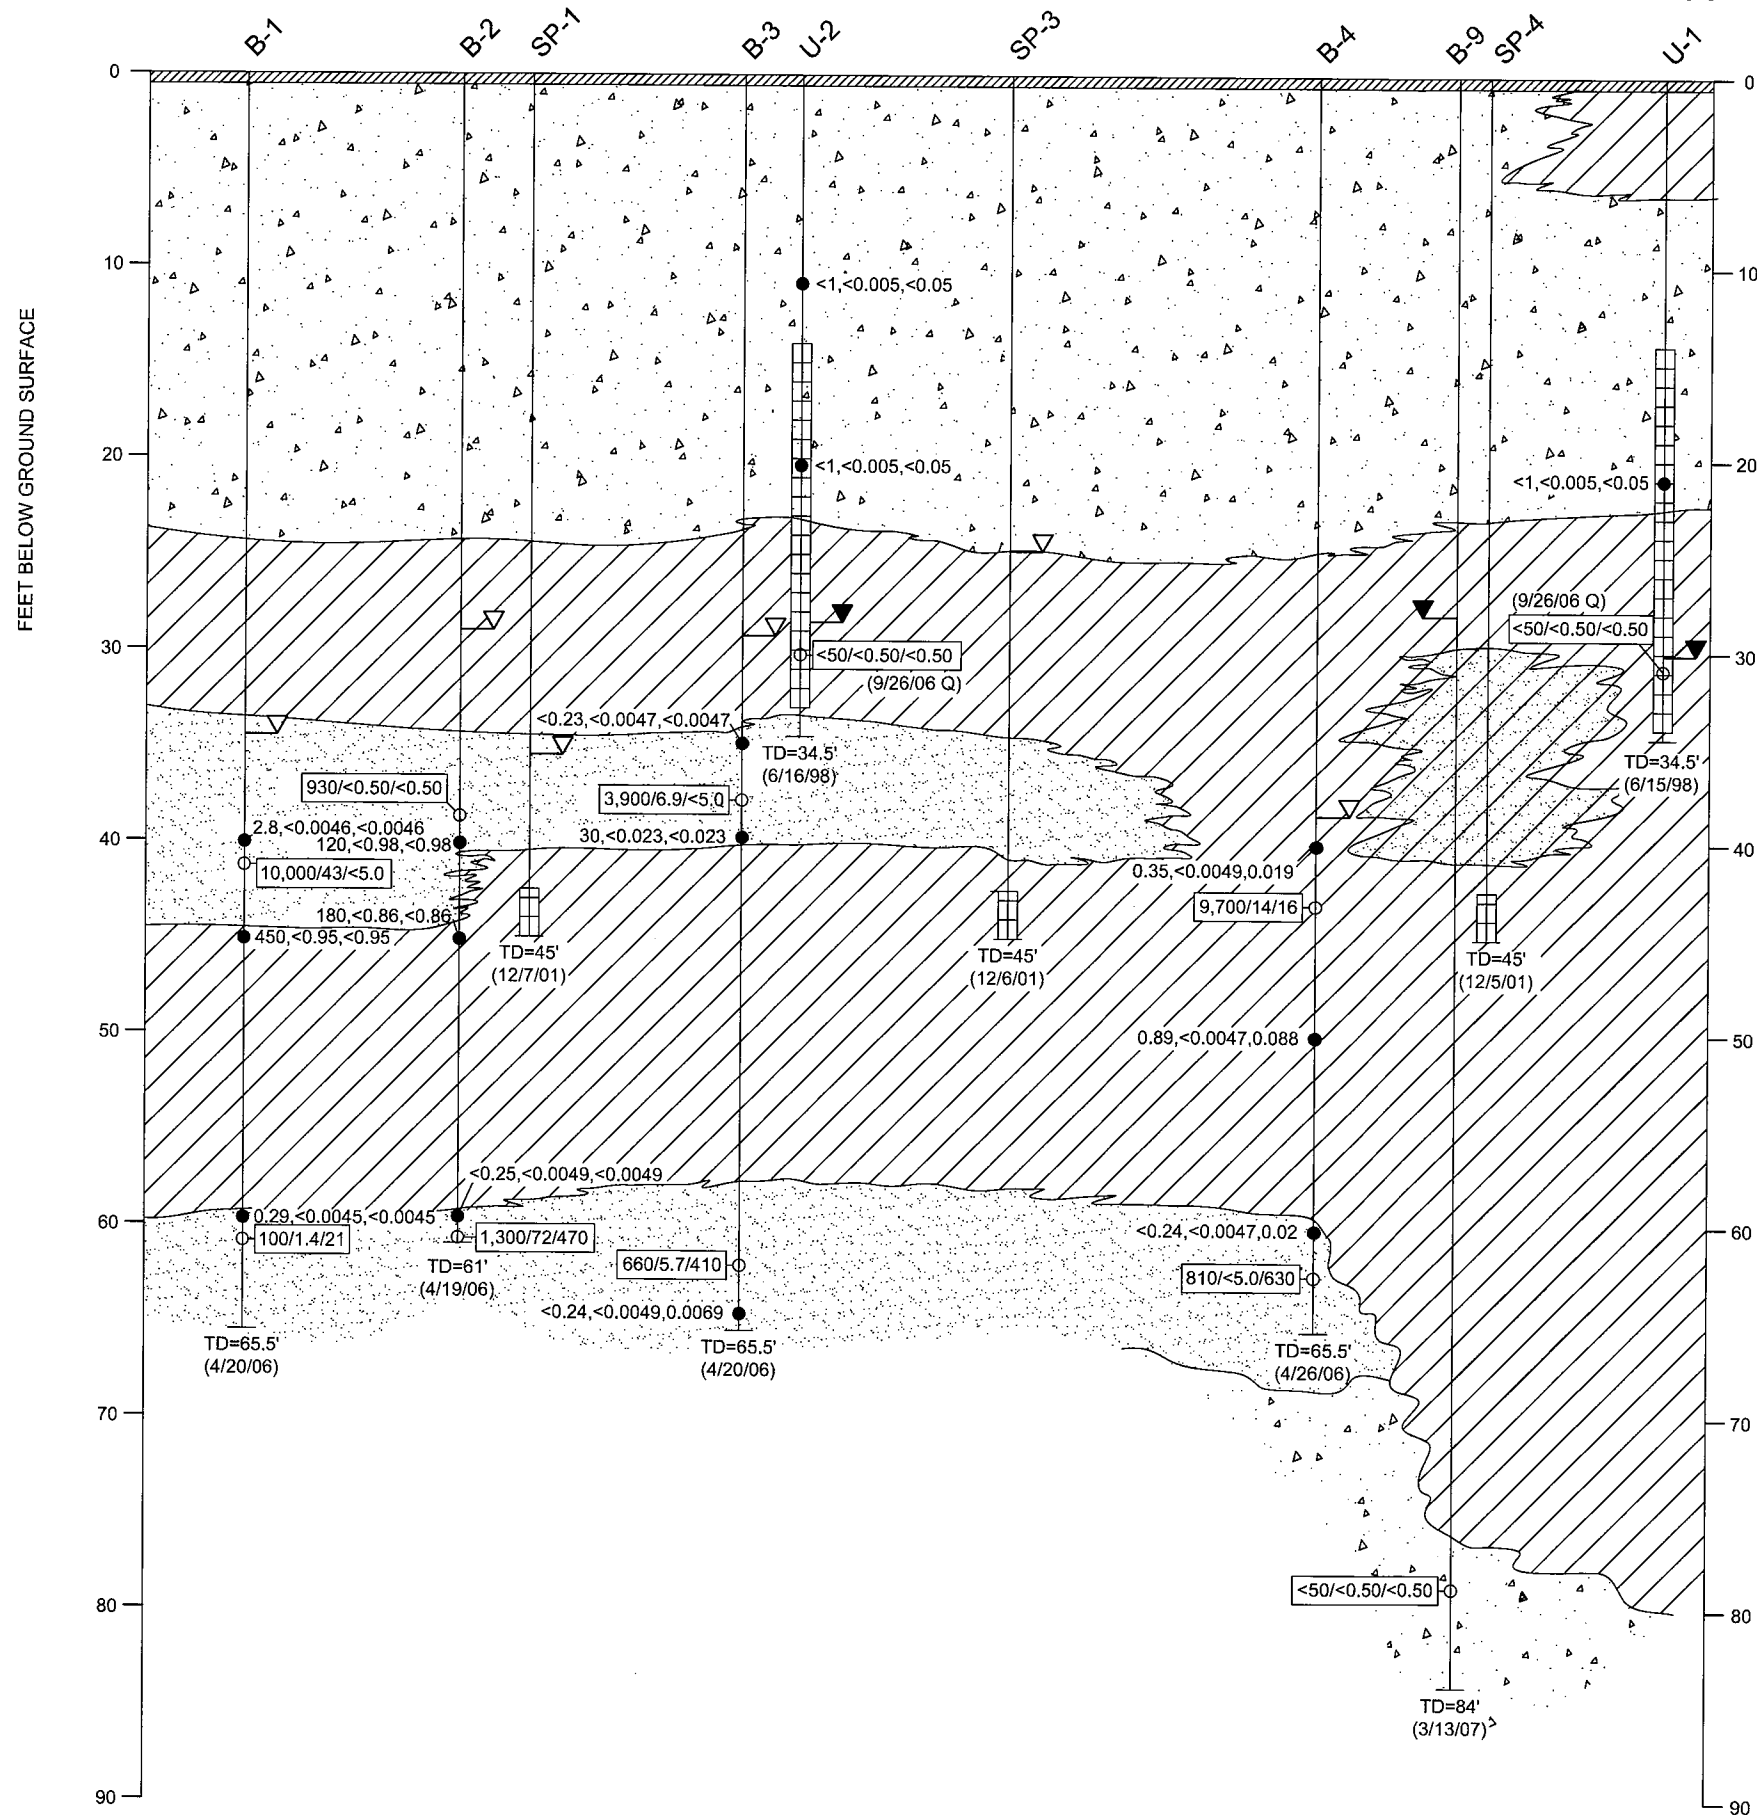 B-1
B-2
SP-1
B-3
U-2
SP-3
B-4
B-9
SP-4
U-1
0
0
10
<1,<0.005,<0.05
10
FEET BELOW GROUND SURFACE
20
<1,<0.005,<0.05
20
<1,<0.005,<0.05
(9/26/06 Q)
<50/<0.50/<0.50
30
<50/<0.50/<0.50
30
(9/26/06 Q)
<0.23,<0.0047,<0.0047
TD=34.5'
(6/16/98)
TD=34.5'
(6/15/98)
930/<0.50/<0.50
3,900/6.9/<5.0
2.8,<0.0046,<0.0046
40
120,<0.98,<0.98
30,<0.023,<0.023
40
10,000/43/<5.0
0.35,<0.0049,0.019
9,700/14/16
180,<0.86,<0.86
450,<0.95,<0.95
TD=45'
(12/7/01)
TD=45'
(12/6/01)
TD=45'
(12/5/01)
50
0.89,<0.0047,0.088
50
<0.25,<0.0049,<0.0049
60
0.29,<0.0045,<0.0045
<0.24,<0.0047,0.02
60
100/1.4/21
1,300/72/470
TD=61'
(4/19/06)
660/5.7/410
810/<5.0/630
<0.24,<0.0049,0.0069
TD=65.5'
(4/20/06)
TD=65.5'
(4/20/06)
TD=65.5'
(4/26/06)
70
70
80
<50/<0.50/<0.50
80
TD=84'
(3/13/07)
90
90